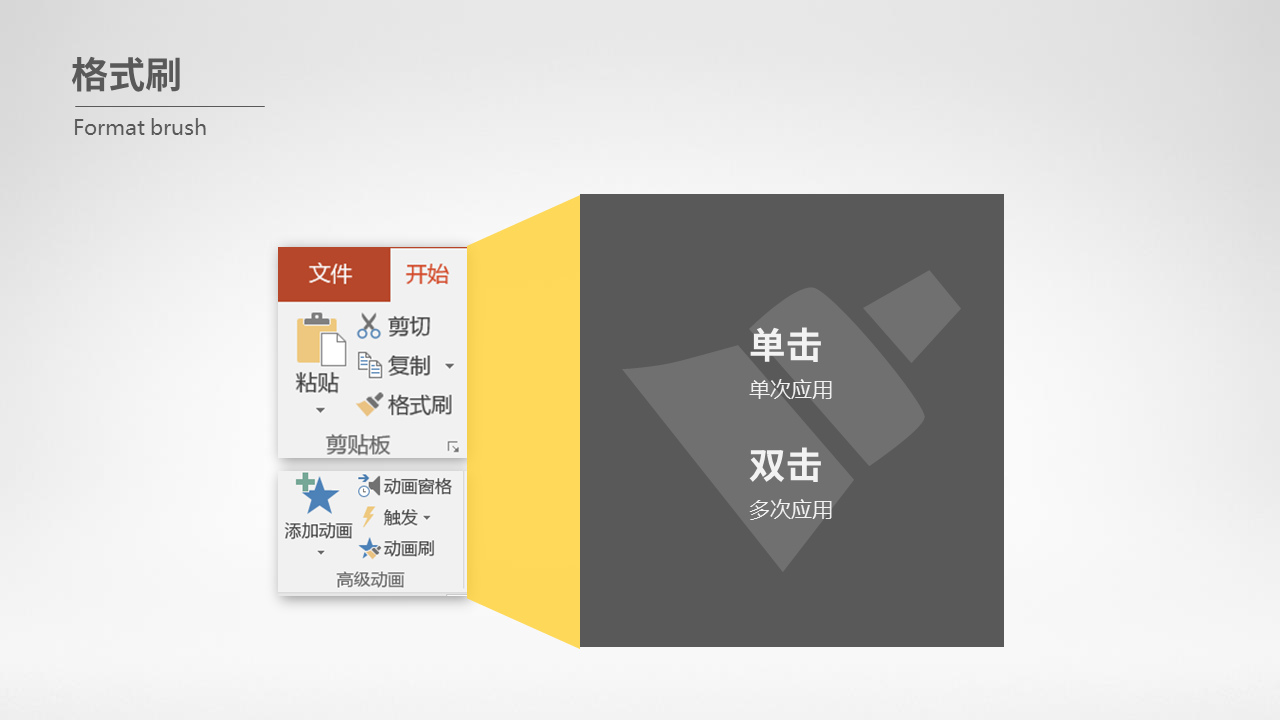 格式刷
Format brush
文件
开始
剪切
复制
粘贴
格式刷
剪贴板
动画窗格
触发
添加动画
动画刷
高级动画
单击
单次应用
双击
多次应用